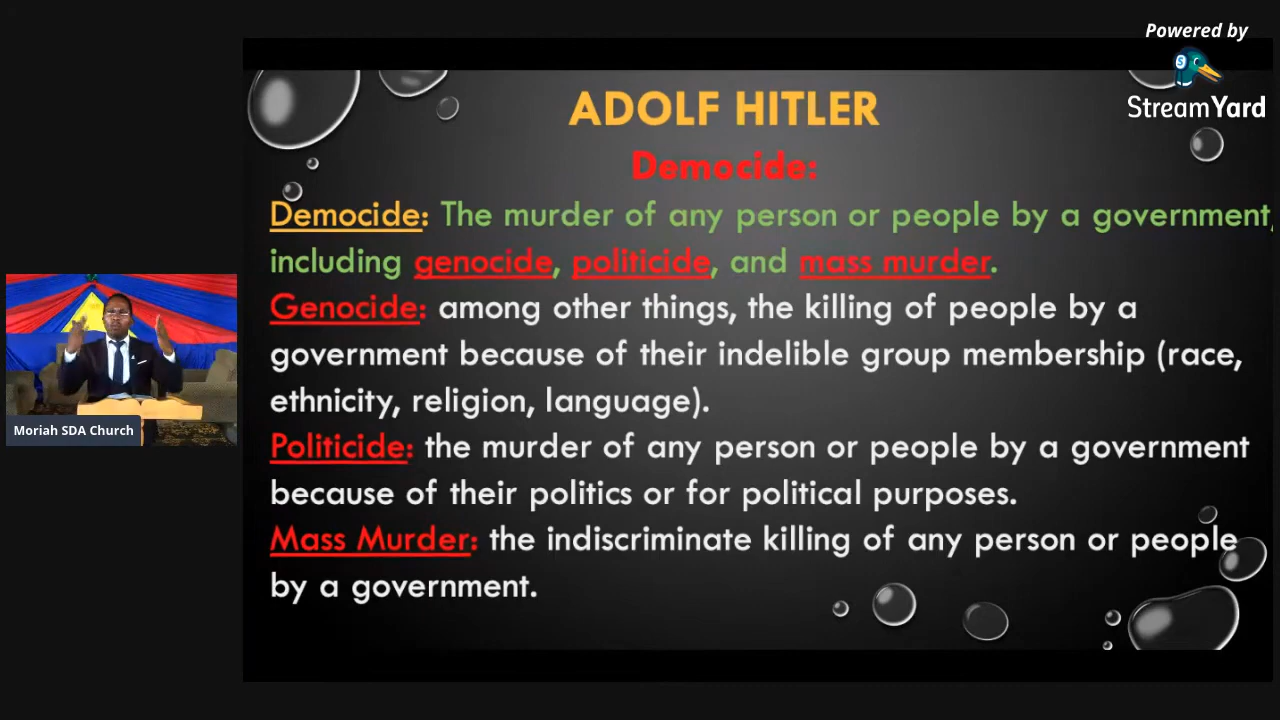 Powered by
StreamYard
ADOLF HITLER
Democide:
Democide: The murder of any person or people by a government,
including genocide, politicide, and mass murder.
Genocide: among other things, the killing of people by a
government because of their indelible group membership (race,
ethnicity, religion, language).
Politicide: the murder of any person or people by a government
because of their politics or for political purposes.
Mass Murder: the indiscriminate killing of any person or people
by a government.
Moriah SDA Church